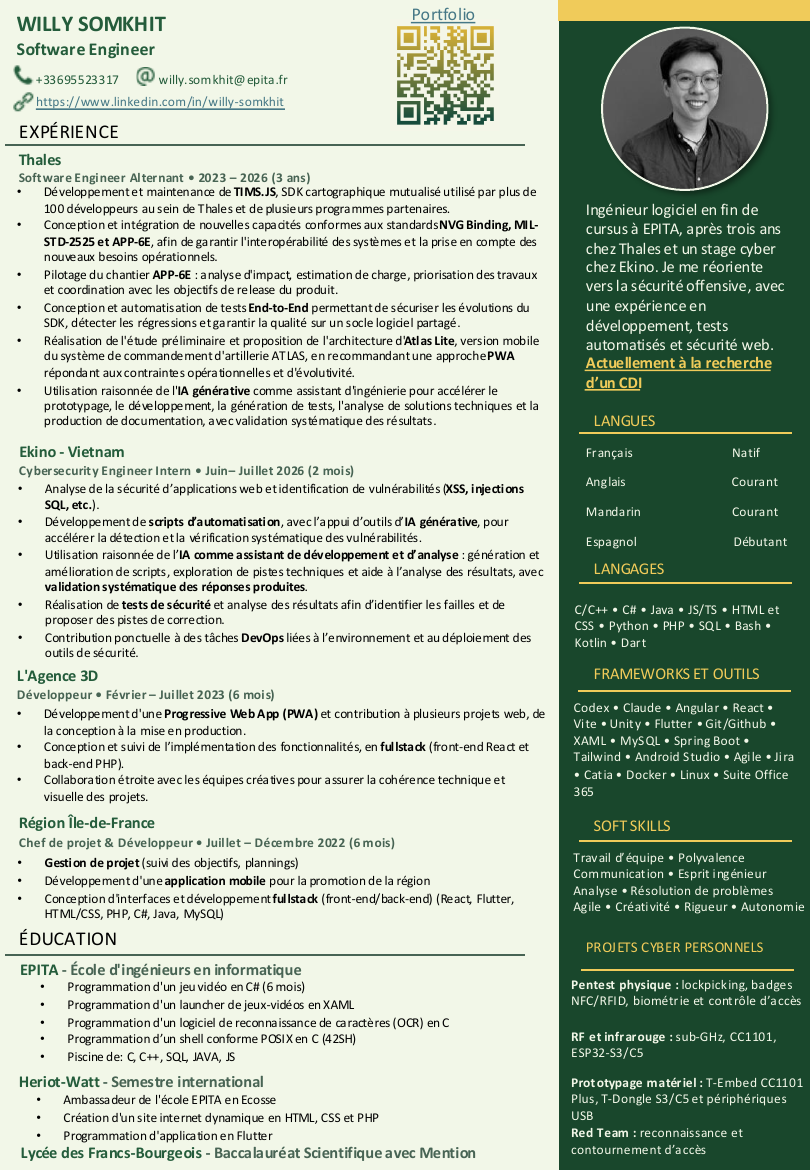 WILLY SOMKHIT
Software Engineer
+33695523317 willy.somkhit@epita.fr
https://www.linkedin.com/in/willy-somkhit
Portfolio
EXPÉRIENCE
Thales
Software Engineer Alternant • 2023 – 2026 (3 ans)
• Développement et maintenance de TIMS.JS, SDK cartographique mutualisé utilisé par plus de
100 développeurs au sein de Thales et de plusieurs programmes partenaires.
• Conception et intégration de nouvelles capacités conformes aux standards NVG Binding, MIL-
STD-2525 et APP-6E, afin de garantir l'interopérabilité des systèmes et la prise en compte des
nouveaux besoins opérationnels.
• Pilotage du chantier APP-6E : analyse d'impact, estimation de charge, priorisation des travaux
et coordination avec les objectifs de release du produit.
• Conception et automatisation de tests End-to-End permettant de sécuriser les évolutions du
SDK, détecter les régressions et garantir la qualité sur un socle logiciel partagé.
• Réalisation de l'étude préliminaire et proposition de l'architecture d'Atlas Lite, version mobile
du système de commandement d'artillerie ATLAS, en recommandant une approche PWA
répondant aux contraintes opérationnelles et d'évolutivité.
• Utilisation raisonnée de l'IA générative comme assistant d'ingénierie pour accélérer le
prototypage, le développement, la génération de tests, l'analyse de solutions techniques et la
production de documentation, avec validation systématique des résultats.
Ekino - Vietnam
Cybersecurity Engineer Intern • Juin– Juillet 2026 (2 mois)
• Analyse de la sécurité d’applications web et identification de vulnérabilités (XSS, injections
SQL, etc.).
• Développement de scripts d’automatisation, avec l’appui d’outils d’IA générative, pour
accélérer la détection et la vérification systématique des vulnérabilités.
• Utilisation raisonnée de l’IA comme assistant de développement et d’analyse : génération et
amélioration de scripts, exploration de pistes techniques et aide à l’analyse des résultats, avec
validation systématique des réponses produites.
• Réalisation de tests de sécurité et analyse des résultats afin d’identifier les failles et de
proposer des pistes de correction.
• Contribution ponctuelle à des tâches DevOps liées à l’environnement et au déploiement des
outils de sécurité.
L'Agence 3D
Développeur • Février – Juillet 2023 (6 mois)
• Développement d'une Progressive Web App (PWA) et contribution à plusieurs projets web, de
la conception à la mise en production.
• Conception et suivi de l’implémentation des fonctionnalités, en fullstack (front-end React et
back-end PHP).
• Collaboration étroite avec les équipes créatives pour assurer la cohérence technique et
visuelle des projets.
Région Île-de-France
Chef de projet & Développeur • Juillet – Décembre 2022 (6 mois)
• Gestion de projet (suivi des objectifs, plannings)
• Développement d'une application mobile pour la promotion de la région
• Conception d'interfaces et développement fullstack (front-end/back-end) (React, Flutter,
HTML/CSS, PHP, C#, Java, MySQL)
ÉDUCATION
EPITA - École d'ingénieurs en informatique
• Programmation d'un jeu vidéo en C# (6 mois)
• Programmation d'un launcher de jeux-vidéos en XAML
• Programmation d'un logiciel de reconnaissance de caractères (OCR) en C
• Programmation d’un shell conforme POSIX en C (42SH)
• Piscine de: C, C++, SQL, JAVA, JS
Heriot-Watt - Semestre international
• Ambassadeur de l'école EPITA en Ecosse
• Création d'un site internet dynamique en HTML, CSS et PHP
• Programmation d'application en Flutter
Lycée des Francs-Bourgeois - Baccalauréat Scientifique avec Mention
Ingénieur logiciel en fin de
cursus à EPITA, après trois ans
chez Thales et un stage cyber
chez Ekino. Je me réoriente
vers la sécurité offensive, avec
une expérience en
développement, tests
automatisés et sécurité web.
Actuellement à la recherche
d’un CDI
LANGUES
Français Natif
Anglais Courant
Mandarin Courant
Espagnol Débutant
LANGAGES
C/C++ • C# • Java • JS/TS • HTML et
CSS • Python • PHP • SQL • Bash •
Kotlin • Dart
FRAMEWORKS ET OUTILS
Codex • Claude • Angular • React •
Vite • Unity • Flutter • Git/Github •
XAML • MySQL • Spring Boot •
Tailwind • Android Studio • Agile • Jira
• Catia • Docker • Linux • Suite Office
365
SOFT SKILLS
Travail d’équipe • Polyvalence
Communication • Esprit ingénieur
Analyse • Résolution de problèmes
Agile • Créativité • Rigueur • Autonomie
PROJETS CYBER PERSONNELS
Pentest physique : lockpicking, badges
NFC/RFID, biométrie et contrôle d’accès
RF et infrarouge : sub-GHz, CC1101,
ESP32-S3/C5
Prototypage matériel : T-Embed CC1101
Plus, T-Dongle S3/C5 et périphériques
USB
Red Team : reconnaissance et
contournement d’accès